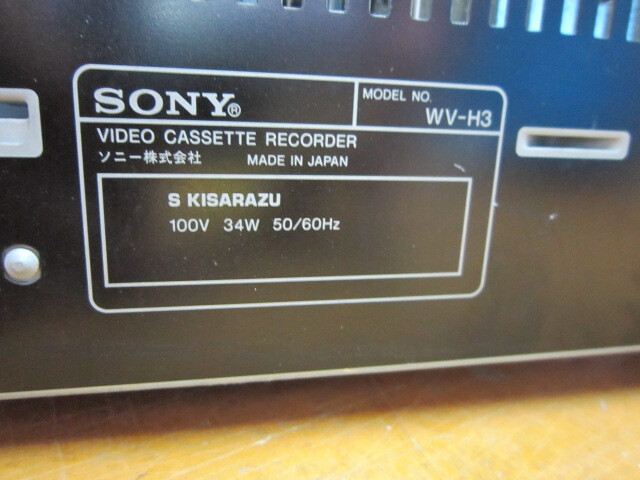 SONY®
MODEL NO.
WV-H3
VIDEO CASSETTE RECORDER
ソニー株式会社 MADE IN JAPAN
S KISARAZU
100V 34W 50/60Hz